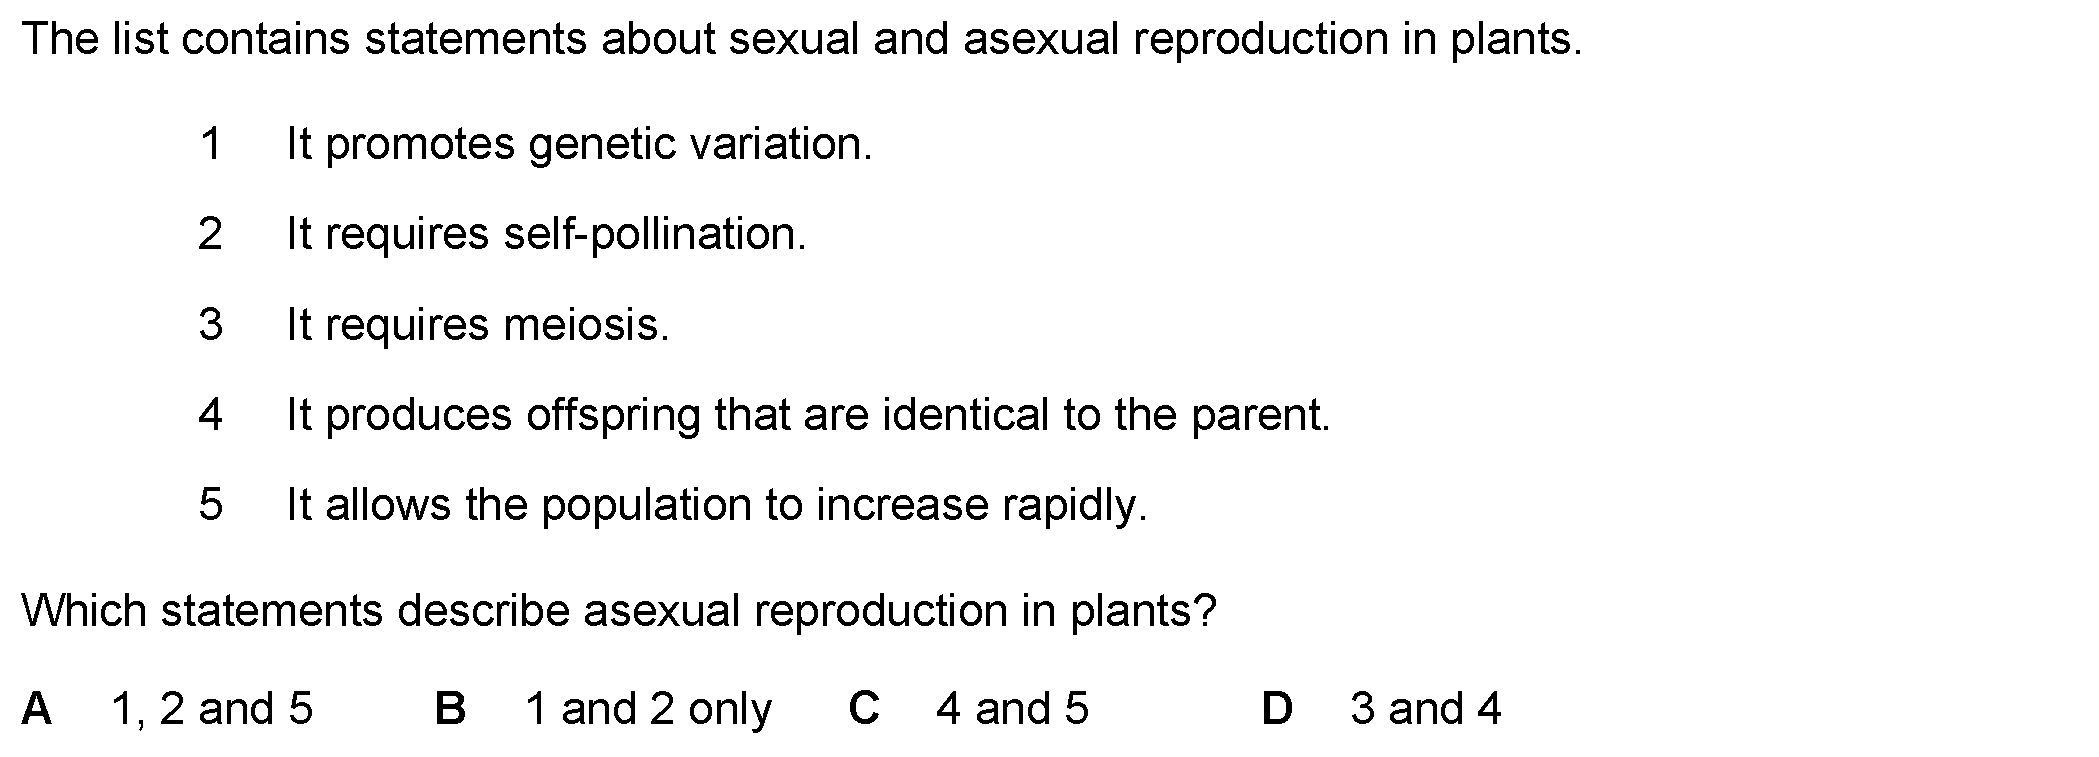 The list contains statements about sexual and asexual reproduction in plants.
1 It promotes genetic variation.
2 It requires self-pollination.
3 It requires meiosis.
4 It produces offspring that are identical to the parent.
5 It allows the population to increase rapidly.
Which statements describe asexual reproduction in plants?
A 1, 2 and 5 B 1 and 2 only C 4 and 5 D 3 and 4